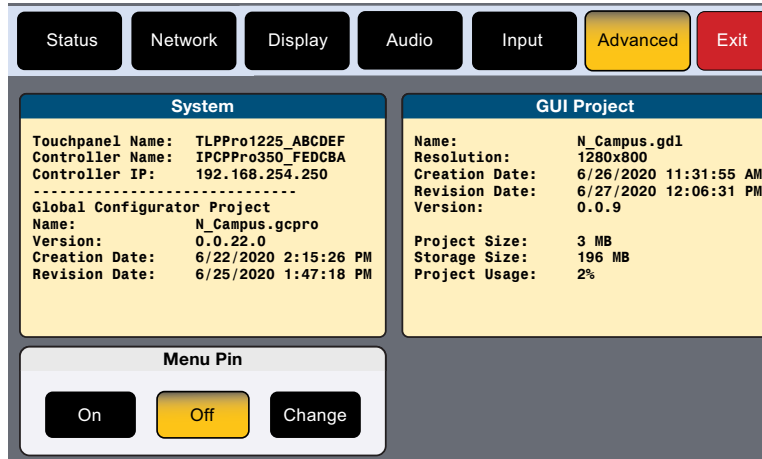 Status Network Display Audio Input Advanced Exit
System
Touchpanel Name: TLPPro1225_ABCDEF
Controller Name: IPCPPro350_FEDCBA
Controller IP: 192.168.254.250
------------------------------
Global Configurator Project
Name: N_Campus.gcpro
Version: 0.0.22.0
Creation Date: 6/22/2020 2:15:26 PM
Revision Date: 6/25/2020 1:47:18 PM
GUI Project
Name: N_Campus.gdl
Resolution: 1280x800
Creation Date: 6/26/2020 11:31:55 AM
Revision Date: 6/27/2020 12:06:31 PM
Version: 0.0.9
Project Size: 3 MB
Storage Size: 196 MB
Project Usage: 2%
Menu Pin
On Off Change